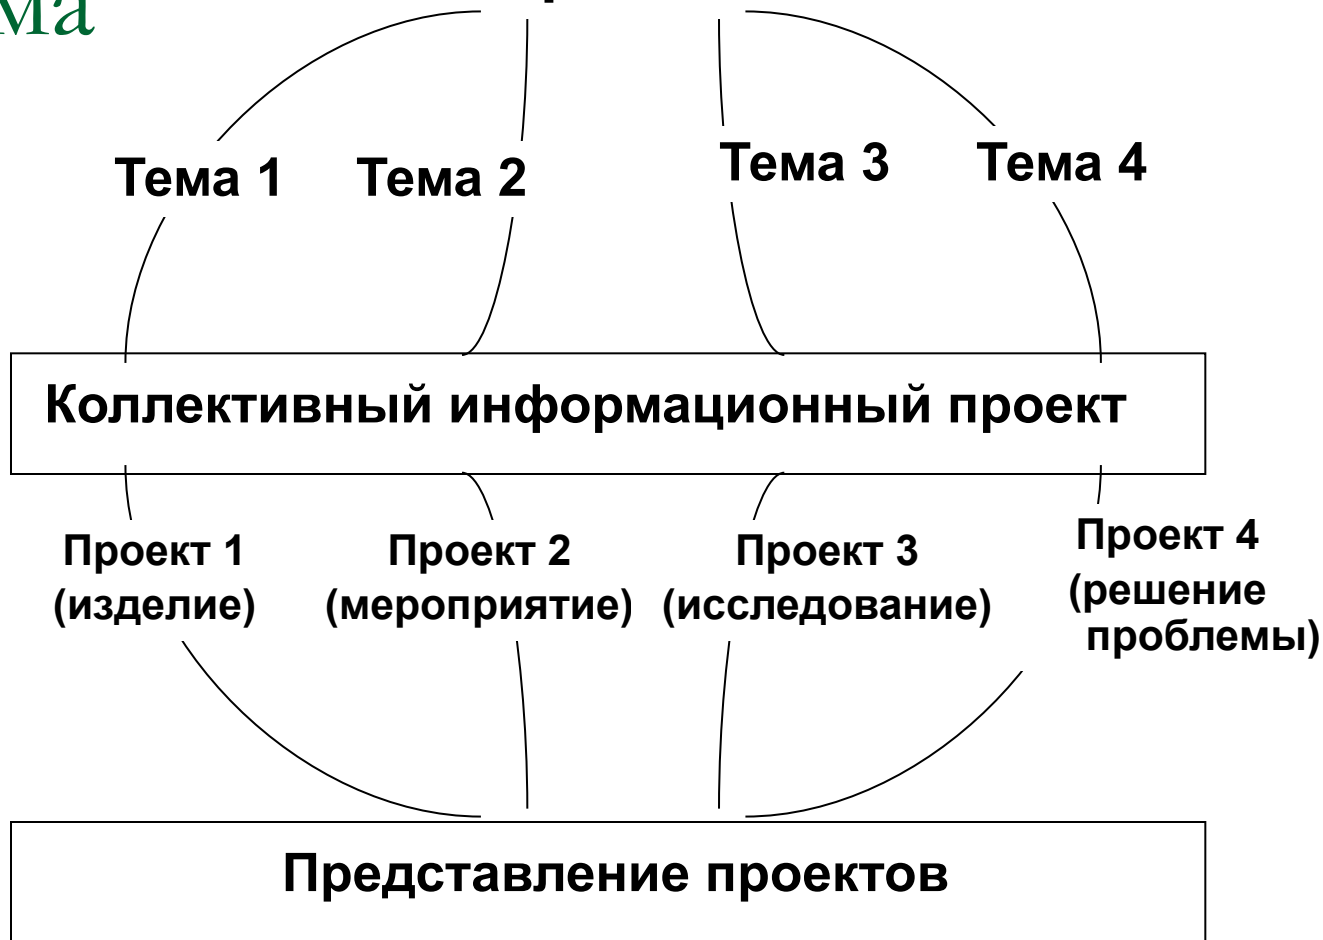 Тема 1 Тема 2 Тема 3 Тема 4
Коллективный информационный проект
Проект 1 Проект 2 Проект 3 Проект 4
(изделие) (мероприятие) (исследование) (решение
проблемы)
Представление проектов